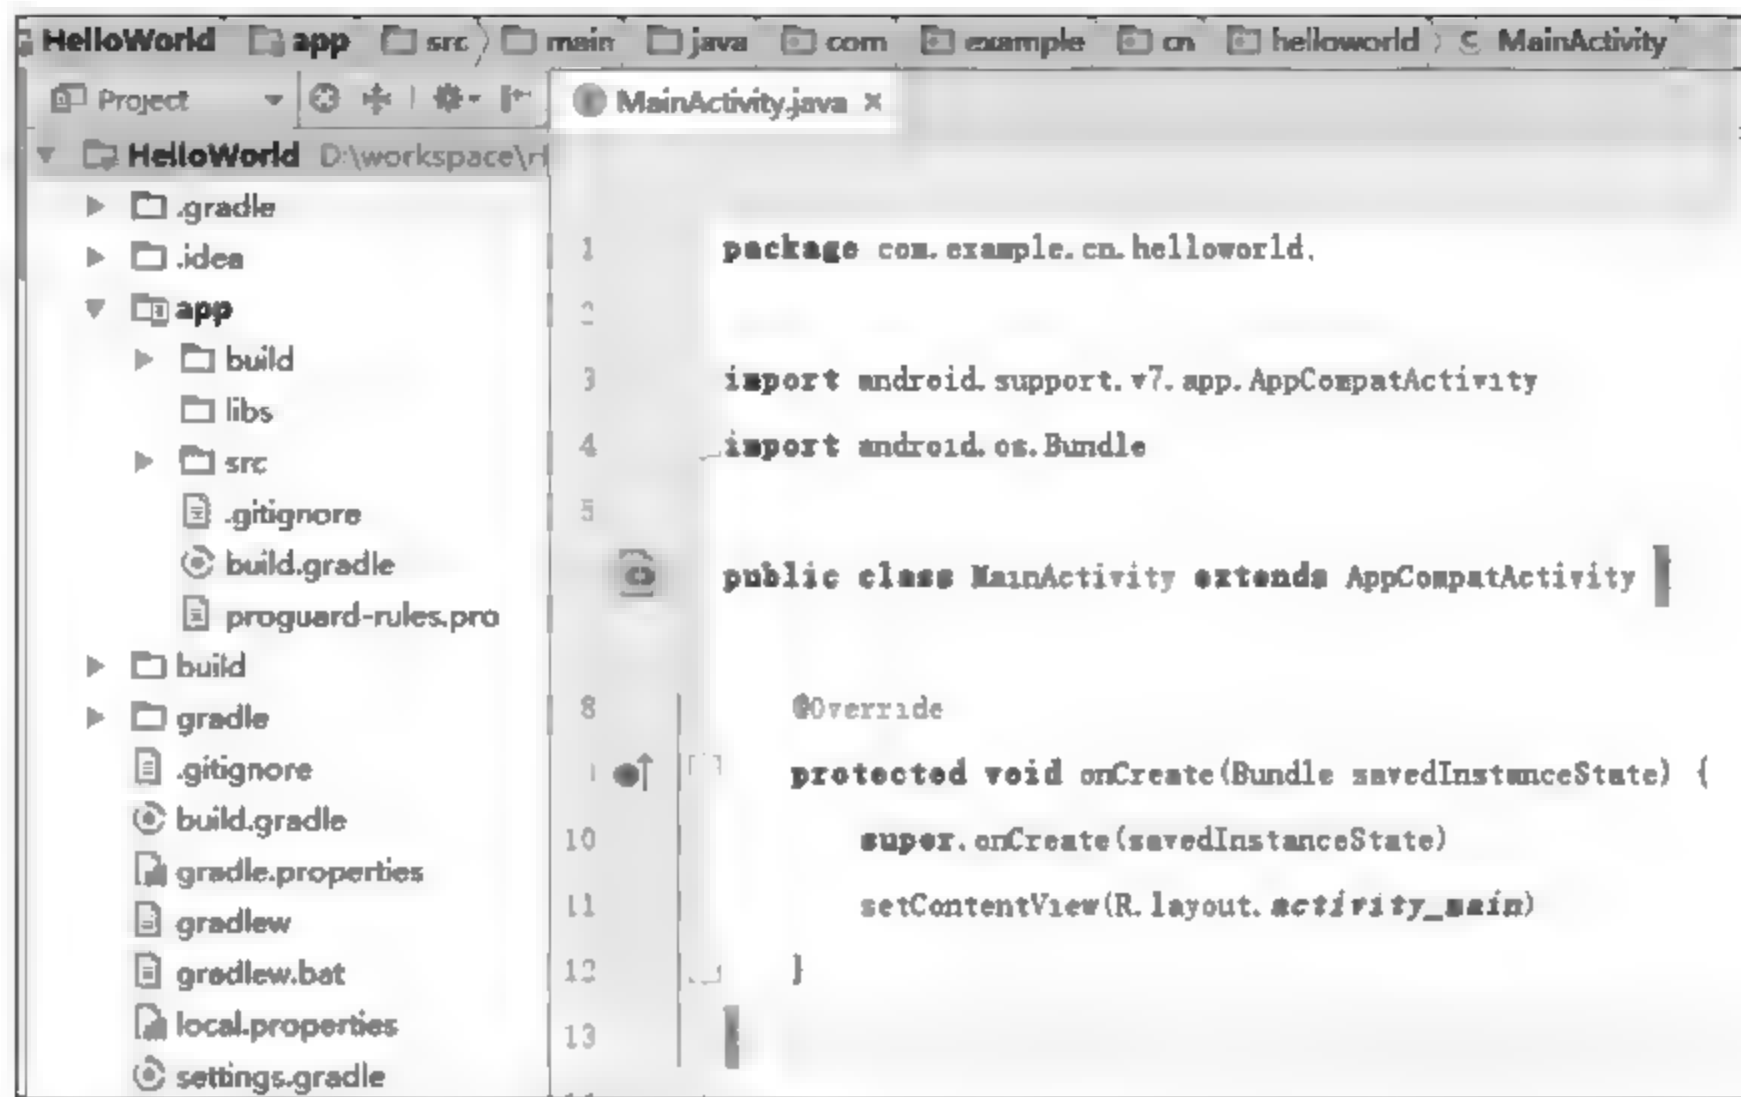 HelloWorld app src main java com example cn helloworld MainActivity
Project
MainActivity.java ×
HelloWorld D:\workspace\
.gradle
.idea
app
build
libs
src
.gitignore
build.gradle
proguard-rules.pro
build
gradle
.gitignore
build.gradle
gradle.properties
gradlew
gradlew.bat
local.properties
settings.gradle
1 package com.example.cn.helloworld.
2
3 import android.support.v7.app.AppCompatActivity
4 import android.os.Bundle
5
public class MainActivity extends AppCompatActivity
8 @Override
protected void onCreate(Bundle savedInstanceState) {
10 super.onCreate(savedInstanceState)
11 setContentView(R.layout.activity_main)
12 }
13